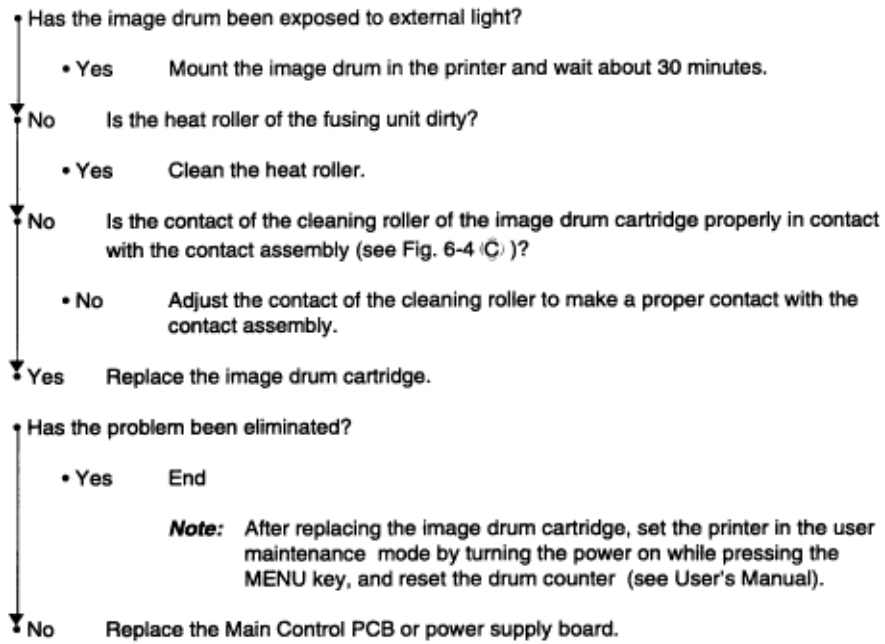 • Has the image drum been exposed to external light?
• Yes Mount the image drum in the printer and wait about 30 minutes.
• No Is the heat roller of the fusing unit dirty?
• Yes Clean the heat roller.
• No Is the contact of the cleaning roller of the image drum cartridge properly in contact
with the contact assembly (see Fig. 6-4 (C) )?
• No Adjust the contact of the cleaning roller to make a proper contact with the
contact assembly.
• Yes Replace the image drum cartridge.
• Has the problem been eliminated?
• Yes End
Note: After replacing the image drum cartridge, set the printer in the user
maintenance mode by turning the power on while pressing the
MENU key, and reset the drum counter (see User's Manual).
• No Replace the Main Control PCB or power supply board.